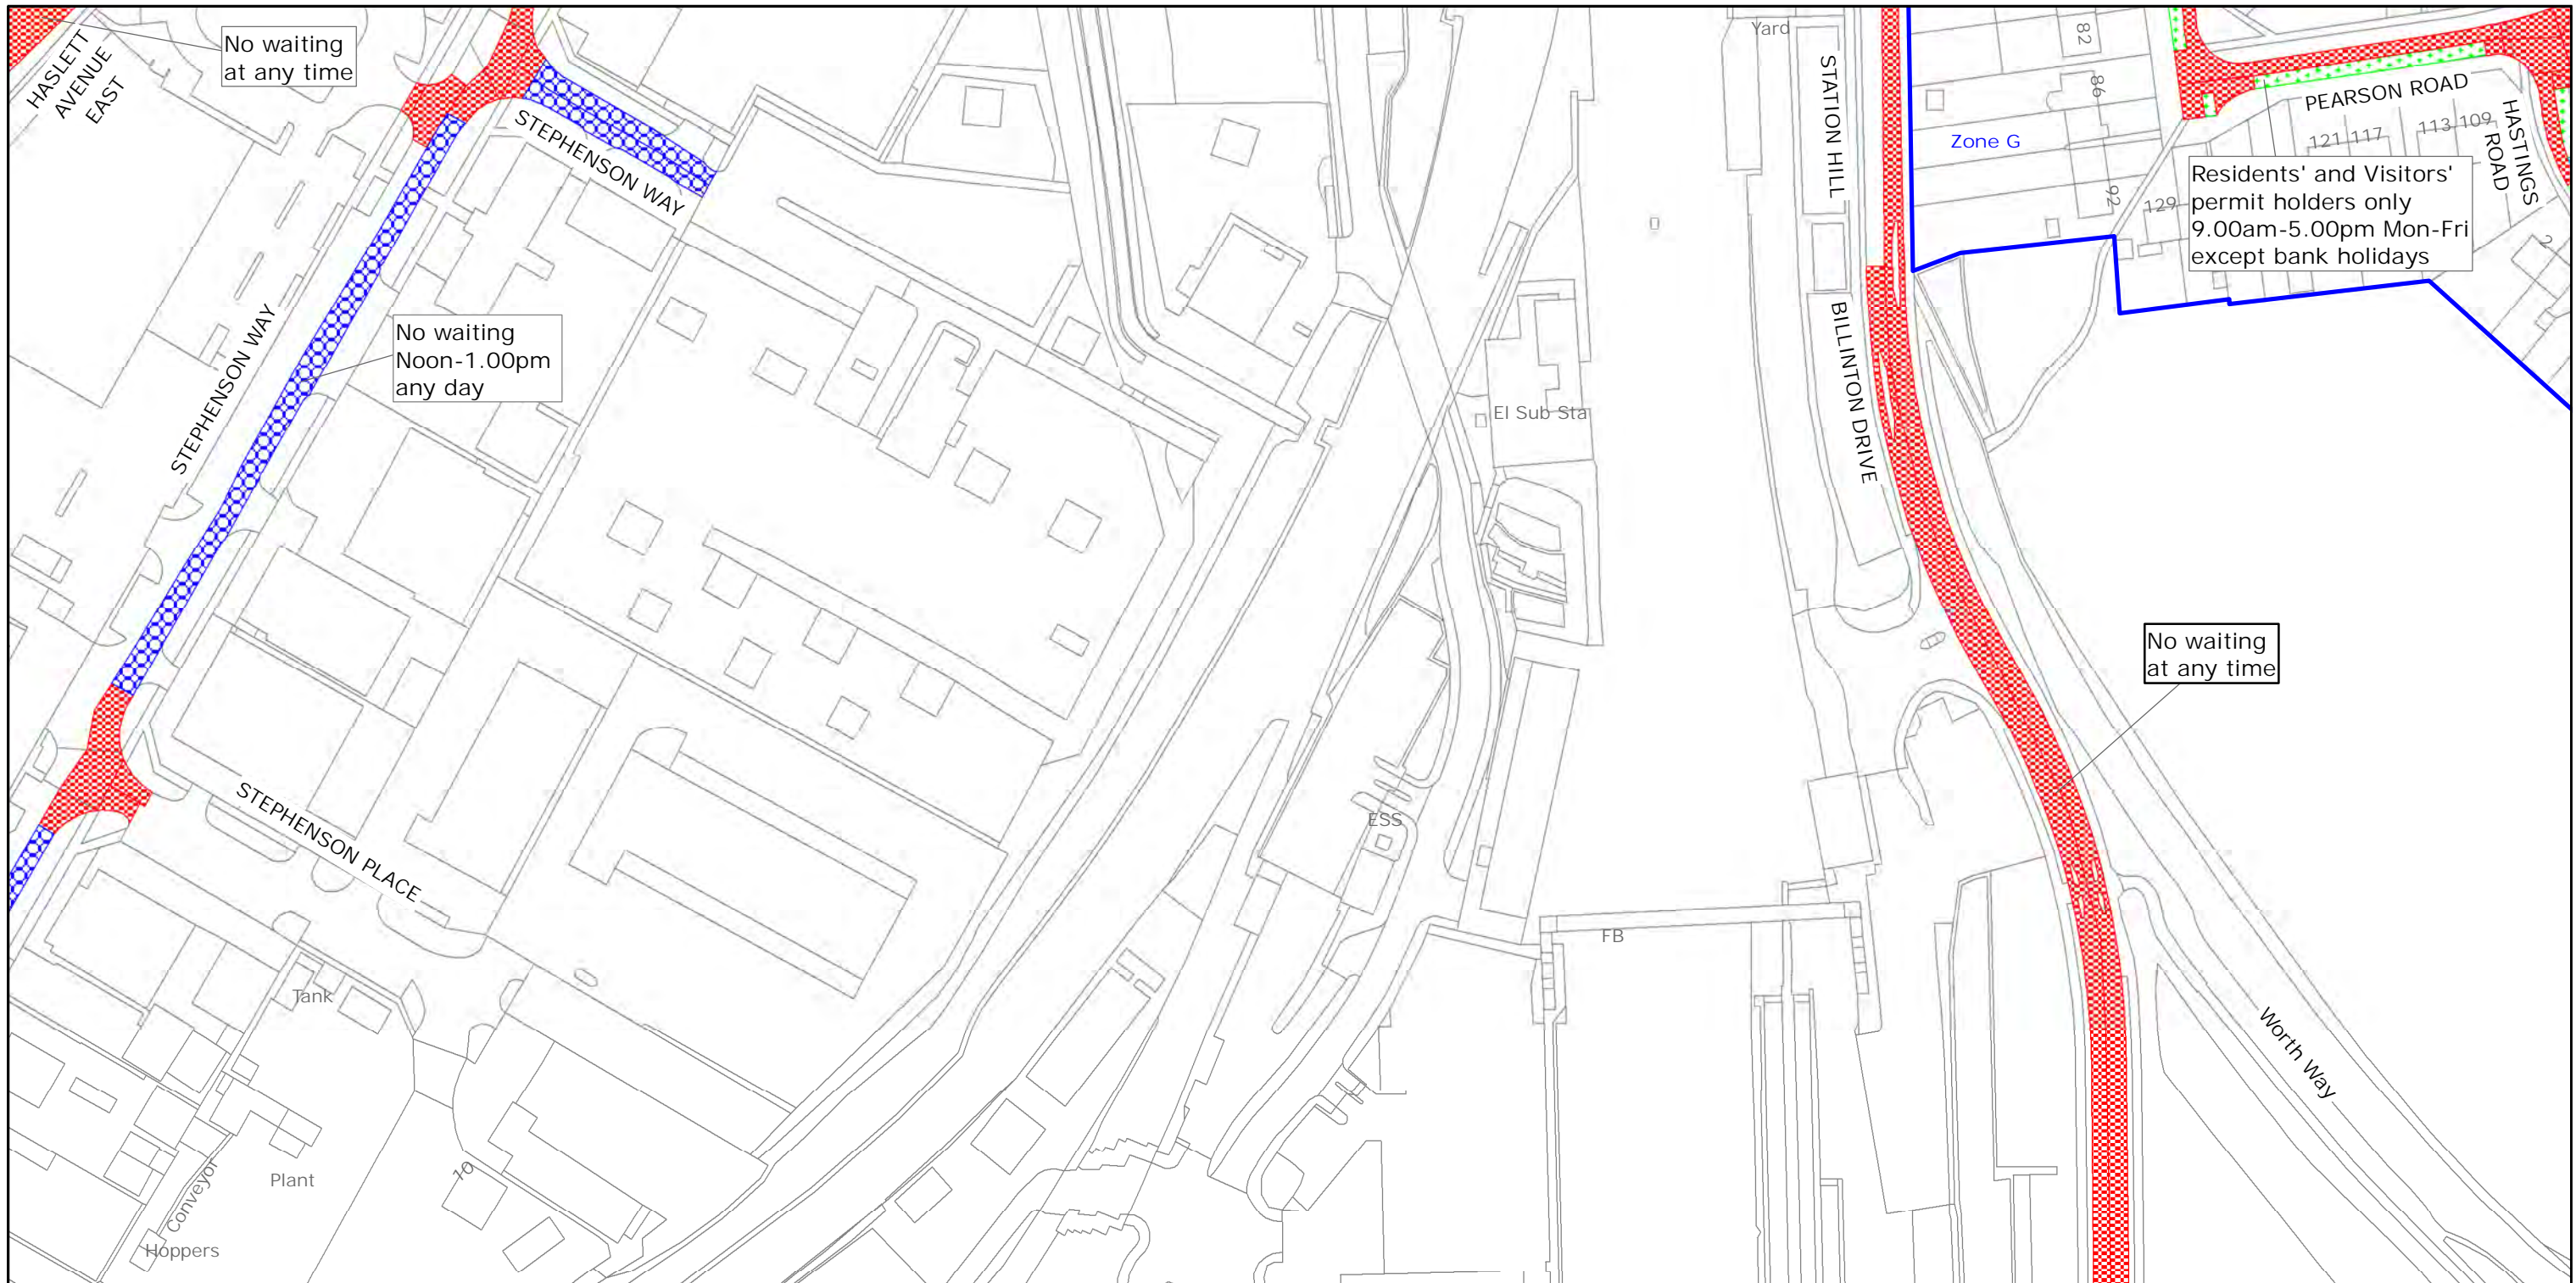 No waiting
at any time
HASLETT
AVENUE
EAST
STEPHENSON WAY
STEPHENSON WAY
No waiting
Noon-1.00pm
any day
STEPHENSON PLACE
Tank
Plant
Conveyor
Hoppers
10
El Sub Sta
ESS
FB
Yard
STATION HILL
BILLINTON DRIVE
Zone G
82
86
92
129
PEARSON ROAD
121 117
113 109
HASTINGS
ROAD
2
Residents' and Visitors'
permit holders only
9.00am-5.00pm Mon-Fri
except bank holidays
No waiting
at any time
Worth Way